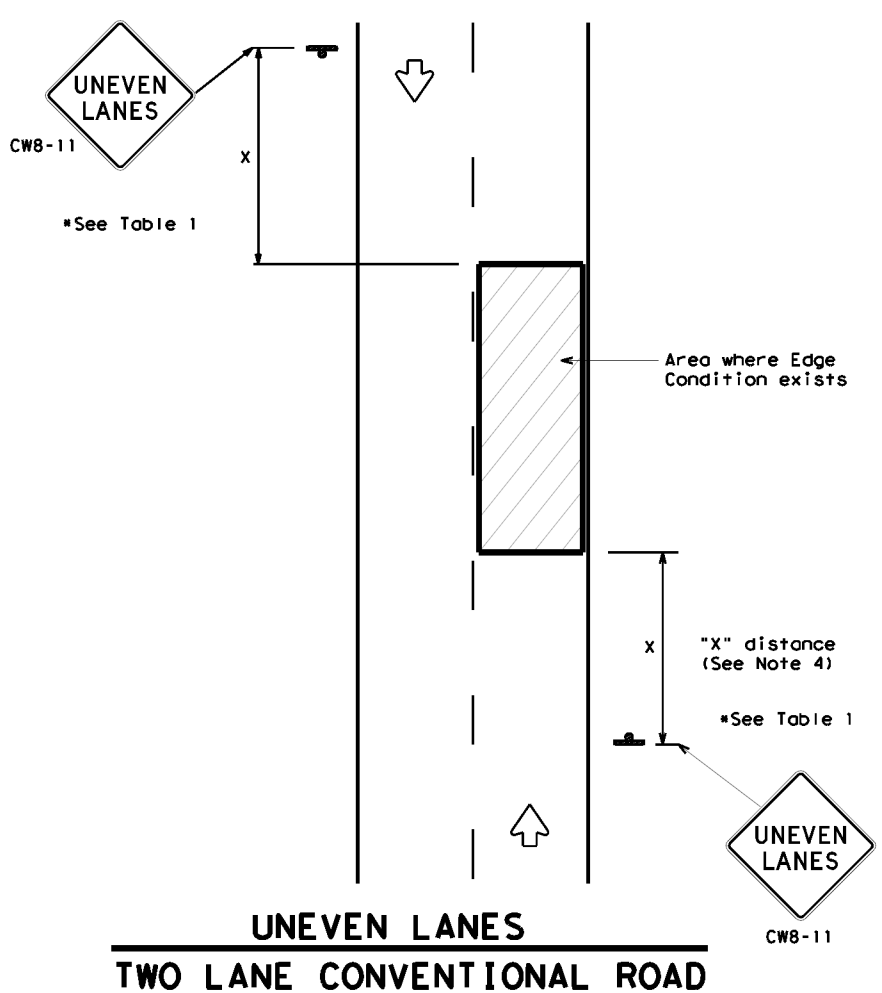 UNEVEN
LANES
CW8-11
X
*See Table 1
Area where Edge
Condition exists
X
"X" distance
(See Note 4)
*See Table 1
UNEVEN
LANES
CW8-11
UNEVEN LANES
TWO LANE CONVENTIONAL ROAD